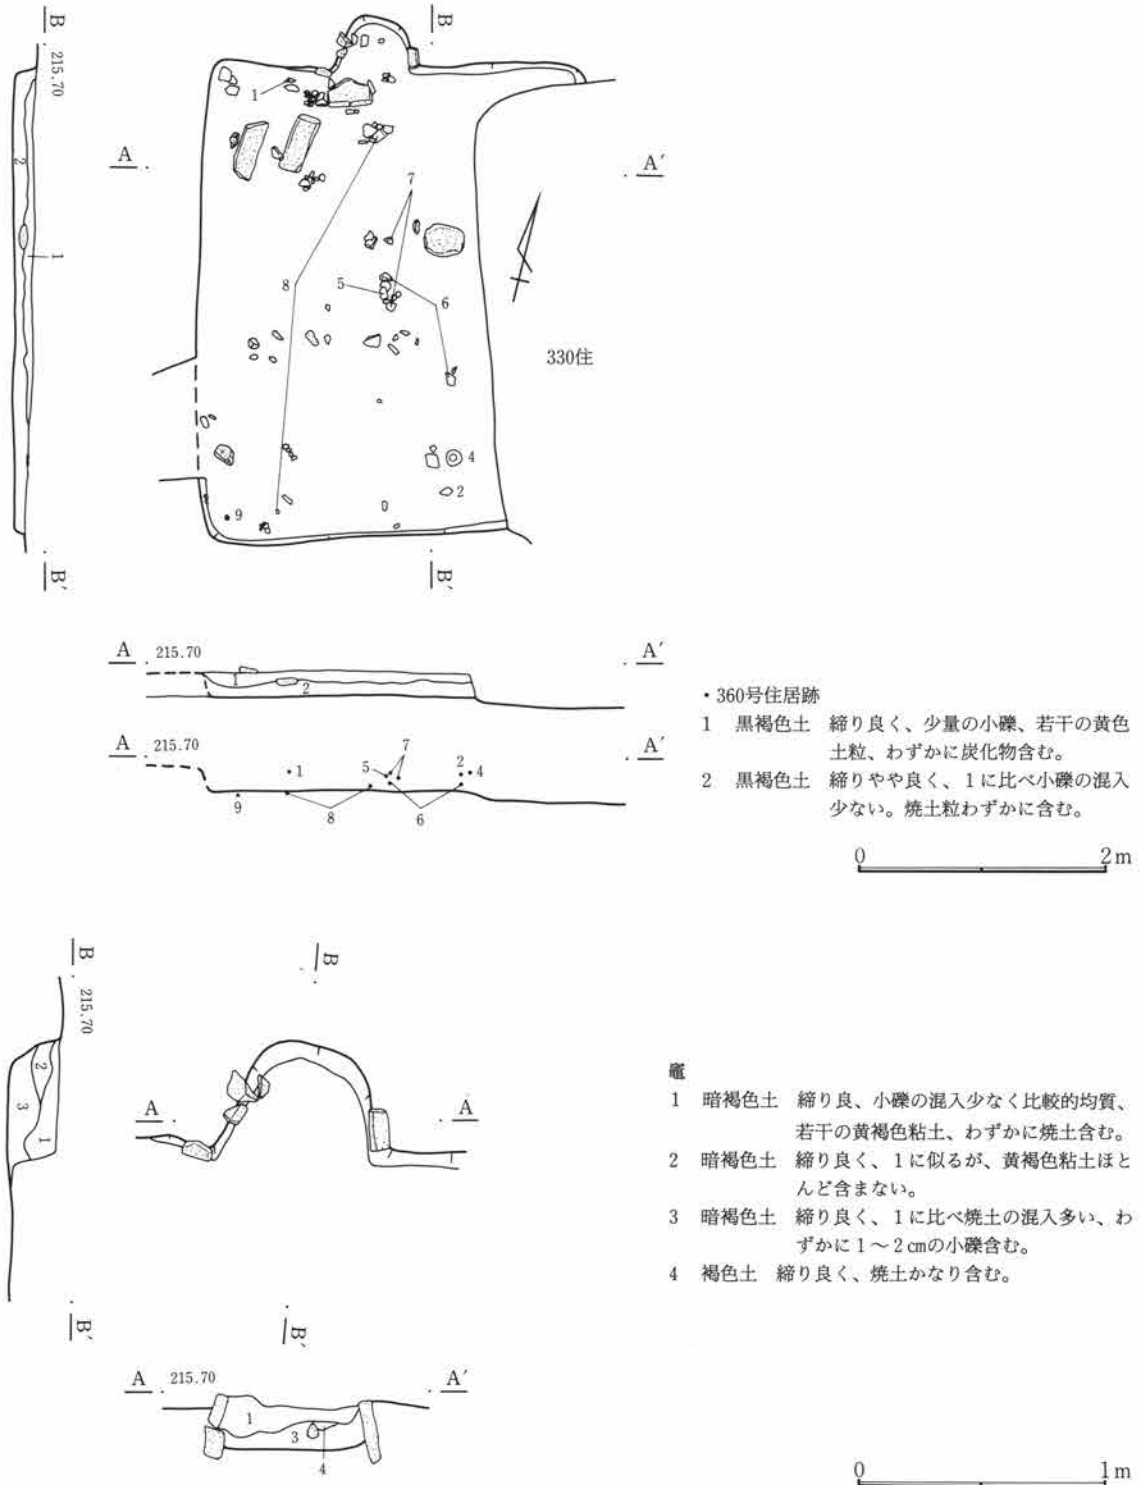 B
215.70
2
1
B′
B
1
A
A′
7
8
5
6
330住
4
2
9
B′
A 215.70 A′
1
2
A 215.70 A′
1
5
7
2
4
9
8
6
・360号住居跡
1 黒褐色土 締り良く、少量の小礫、若干の黄色
土粒、わずかに炭化物含む。
2 黒褐色土 締りやや良く、1に比べ小礫の混入
少ない。焼土粒わずかに含む。
0 2m
B
215.70
2
3
1
B′
B
A A
B′
竈
1 暗褐色土 締り良、小礫の混入少なく比較的均質、
若干の黄褐色粘土、わずかに焼土含む。
2 暗褐色土 締り良く、1に似るが、黄褐色粘土ほと
んど含まない。
3 暗褐色土 締り良く、1に比べ焼土の混入多い、わ
ずかに1～2㎝の小礫含む。
4 褐色土 締り良く、焼土かなり含む。
A 215.70 A′
1
3
4
0 1m